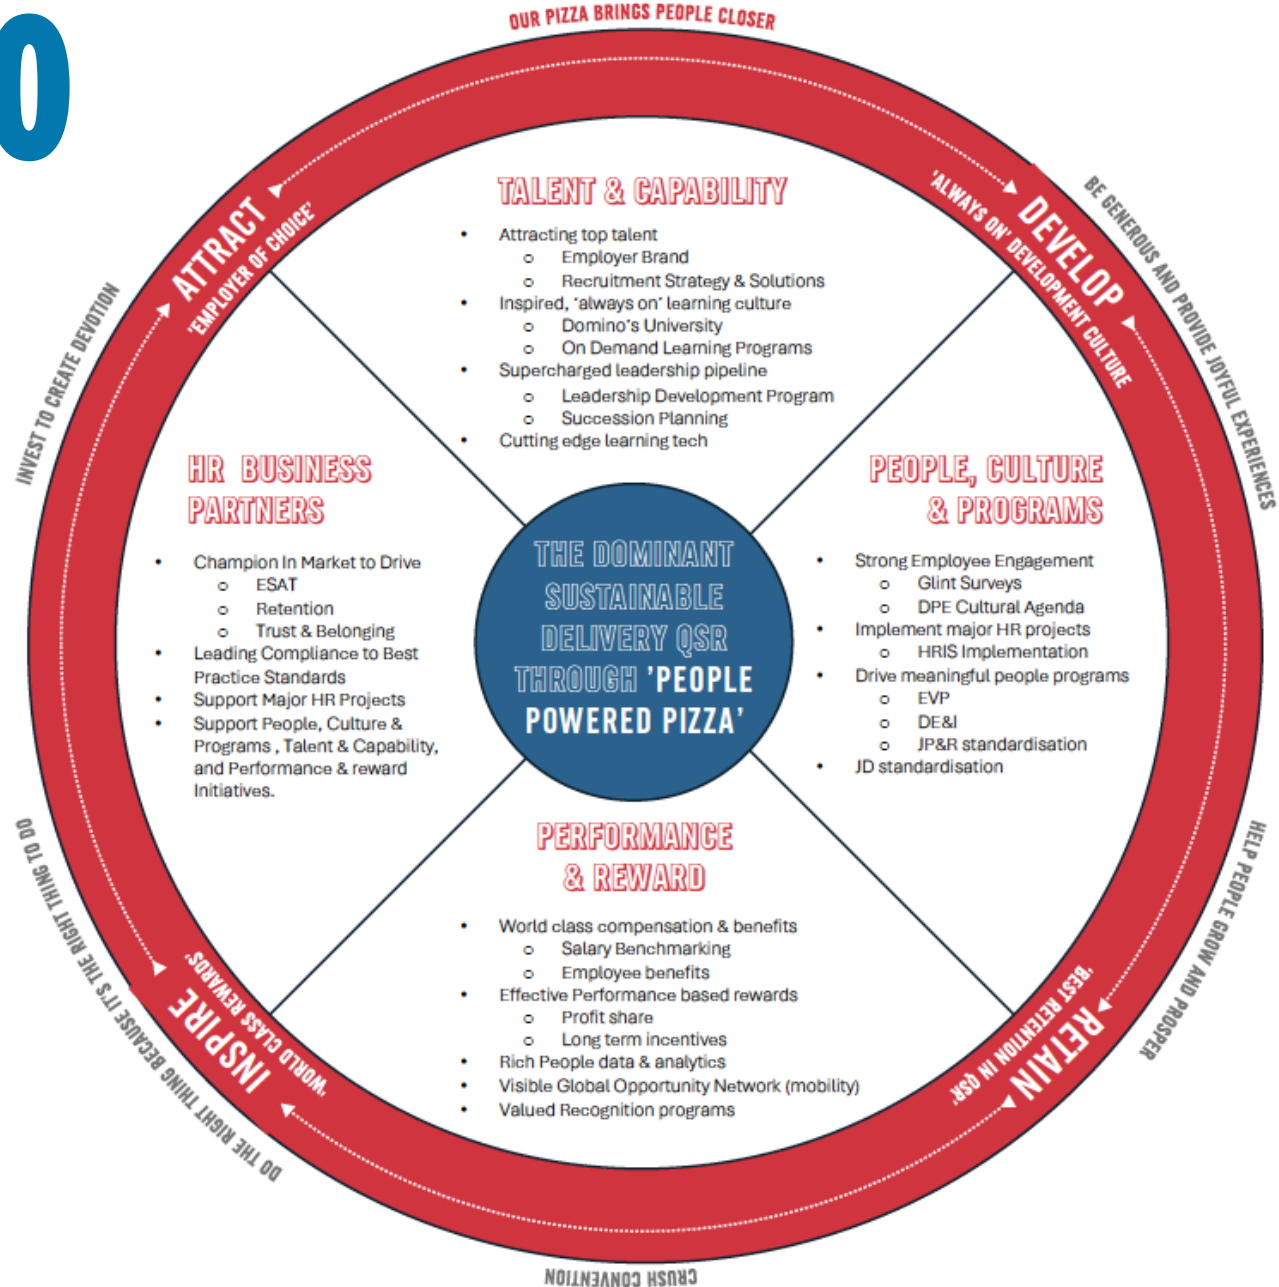 0
OUR PIZZA BRINGS PEOPLE CLOSER
BE GENEROUS AND PROVIDE JOYFUL EXPERIENCES
HELP PEOPLE GROW AND PROSPER
CRUSH CONVENTION
DO THE RIGHT THING BECAUSE IT'S THE RIGHT THING TO DO
INVEST TO CREATE DEVOTION
ATTRACT
'EMPLOYER OF CHOICE'
DEVELOP
'ALWAYS ON' DEVELOPMENT CULTURE
RETAIN
'BEST RETENTION IN QSR'
INSPIRE
'WORLD CLASS REWARDS'
TALENT & CAPABILITY
• Attracting top talent
o Employer Brand
o Recruitment Strategy & Solutions
• Inspired, 'always on' learning culture
o Domino's University
o On Demand Learning Programs
• Supercharged leadership pipeline
o Leadership Development Program
o Succession Planning
• Cutting edge learning tech
HR BUSINESS
PARTNERS
• Champion In Market to Drive
o ESAT
o Retention
o Trust & Belonging
• Leading Compliance to Best
Practice Standards
• Support Major HR Projects
• Support People, Culture &
Programs , Talent & Capability,
and Performance & reward
Initiatives.
THE DOMINANT
SUSTAINABLE
DELIVERY QSR
THROUGH 'PEOPLE
POWERED PIZZA'
PEOPLE, CULTURE
& PROGRAMS
• Strong Employee Engagement
o Glint Surveys
o DPE Cultural Agenda
• Implement major HR projects
o HRIS Implementation
• Drive meaningful people programs
o EVP
o DE&I
o JP&R standardisation
• JD standardisation
PERFORMANCE
& REWARD
• World class compensation & benefits
o Salary Benchmarking
o Employee benefits
• Effective Performance based rewards
o Profit share
o Long term incentives
• Rich People data & analytics
• Visible Global Opportunity Network (mobility)
• Valued Recognition programs